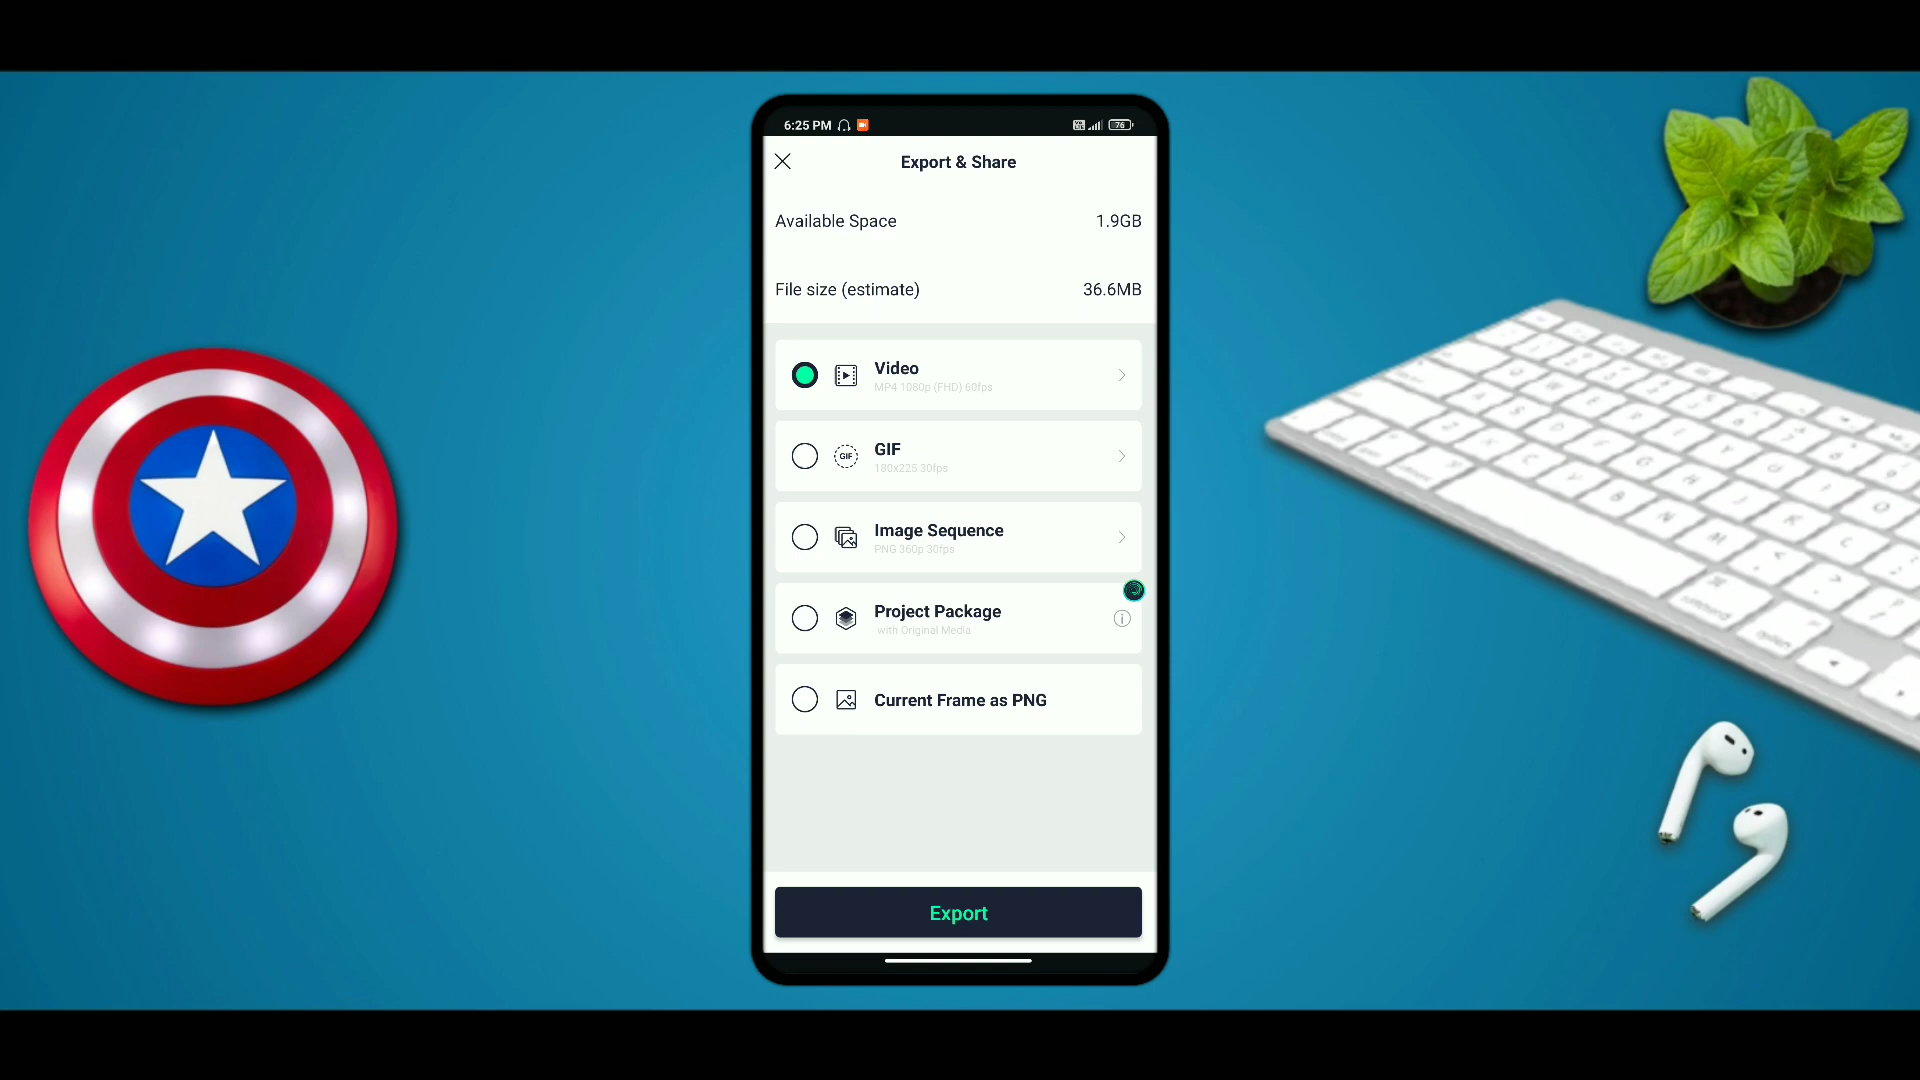 6:25 PM
76
Export & Share
Available Space 1.9GB
File size (estimate) 36.6MB
Video
MP4 1080p (FHD) 60fps
GIF
GIF
180x225 30fps
Image Sequence
PNG 360p 30fps
Project Package
with Original Media
Current Frame as PNG
Export